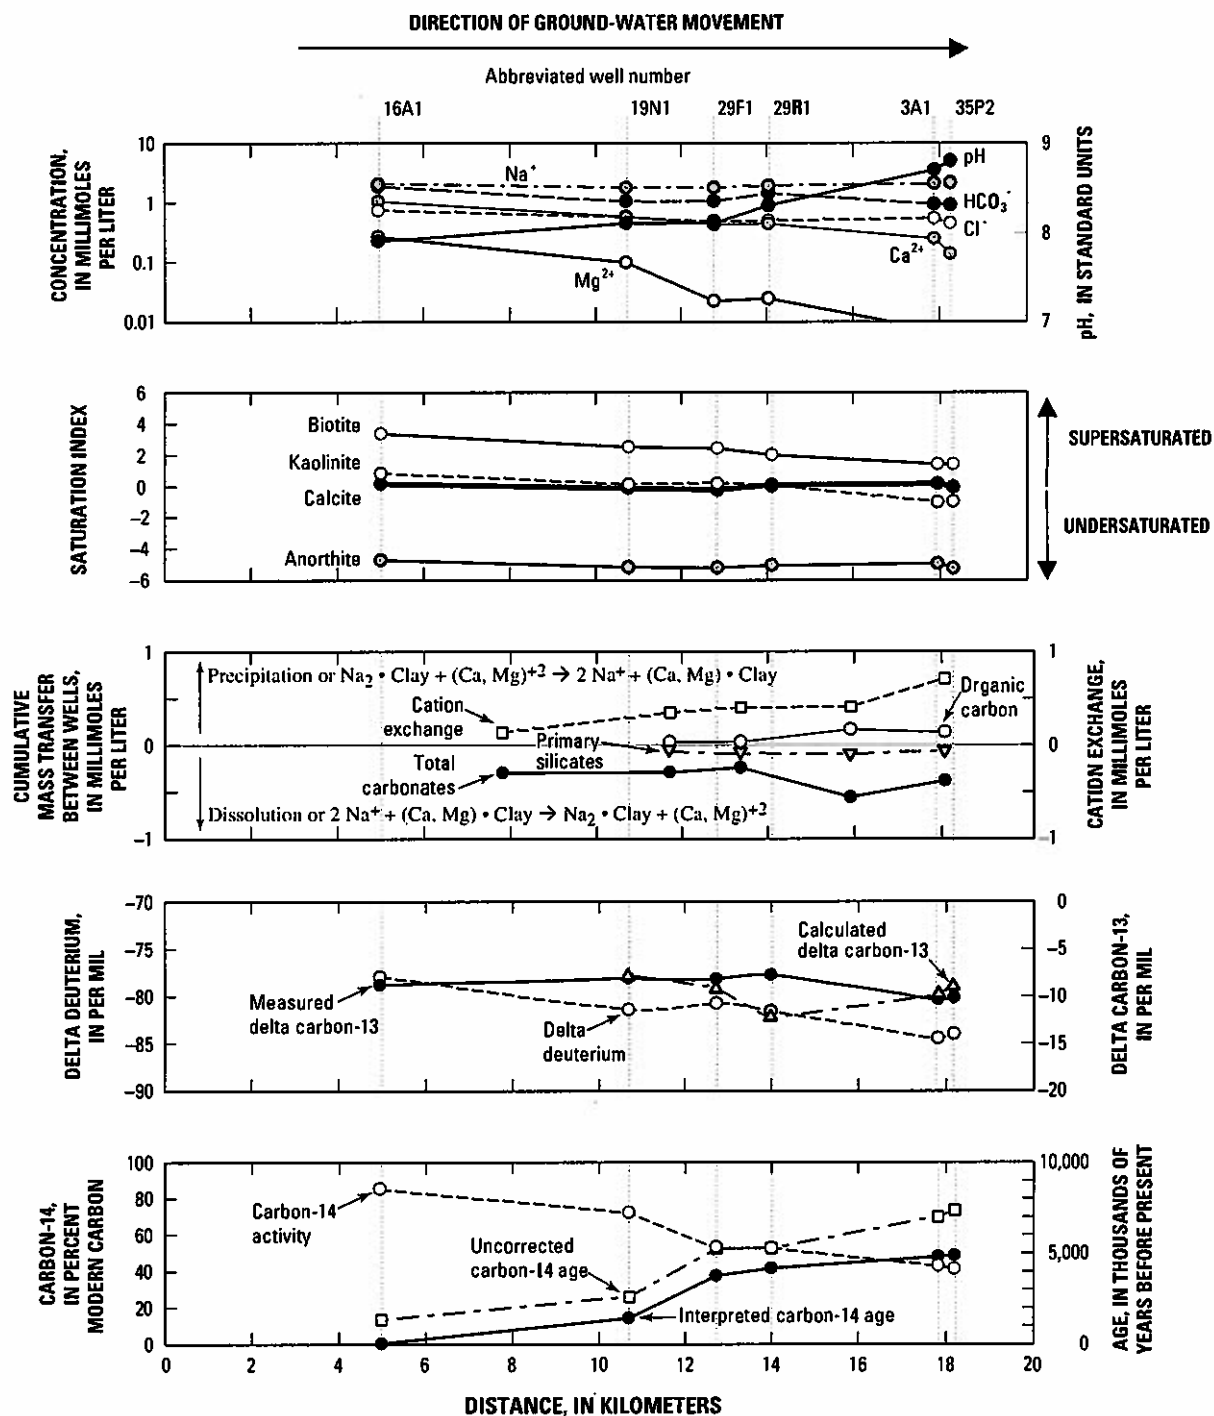 DIRECTION OF GROUND-WATER MOVEMENT
Abbreviated well number
16A1 19N1 29F1 29R1 3A1 35P2
CONCENTRATION,
IN MILLIMOLES
PER LITER
10
1
0.1
0.01
Na⁺
Mg²⁺
pH
HCO₃⁻
Cl⁻
Ca²⁺
9
8
7
pH, IN STANDARD UNITS
SATURATION INDEX
6
4
2
0
−2
−4
−6
Biotite
Kaolinite
Calcite
Anorthite
SUPERSATURATED
UNDERSATURATED
CUMULATIVE
MASS TRANSFER
BETWEEN WELLS,
IN MILLIMOLES
PER LITER
1
0
−1
Precipitation or Na₂ • Clay + (Ca, Mg)⁺² → 2 Na⁺ + (Ca, Mg) • Clay
Cation
exchange
Organic
carbon
Primary
silicates
Total
carbonates
Dissolution or 2 Na⁺ + (Ca, Mg) • Clay → Na₂ • Clay + (Ca, Mg)⁺²
1
0
−1
CATION EXCHANGE,
IN MILLIMOLES
PER LITER
DELTA DEUTERIUM,
IN PER MIL
−70
−75
−80
−85
−90
Calculated
delta carbon-13
Measured
delta carbon-13
Delta
deuterium
0
−5
−10
−15
−20
DELTA CARBON-13,
IN PER MIL
CARBON-14,
IN PERCENT
MODERN CARBON
100
80
60
40
20
0
Carbon-14
activity
Uncorrected
carbon-14 age
Interpreted carbon-14 age
10,000
5,000
0
AGE, IN THOUSANDS OF
YEARS BEFORE PRESENT
0 2 4 6 8 10 12 14 16 18 20
DISTANCE, IN KILOMETERS